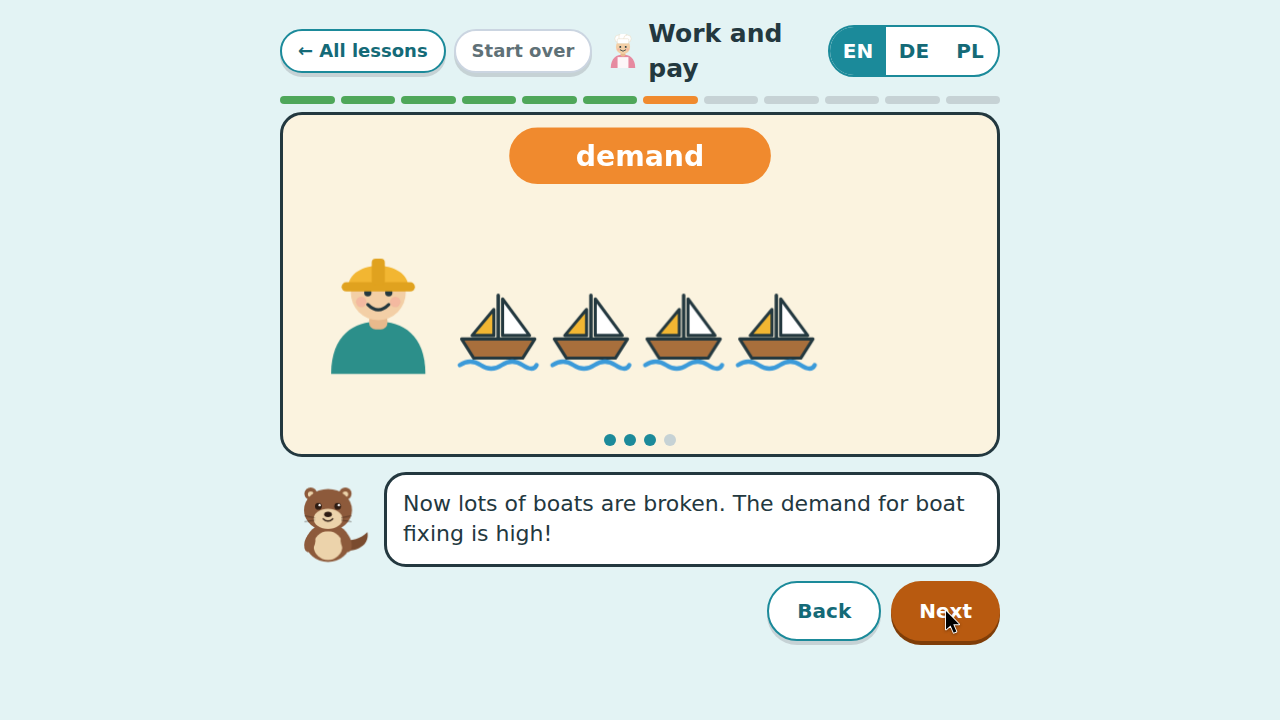 ← All lessons
Start over
Work and
pay
EN DE PL
demand
Now lots of boats are broken. The demand for boat
fixing is high!
Back
Next